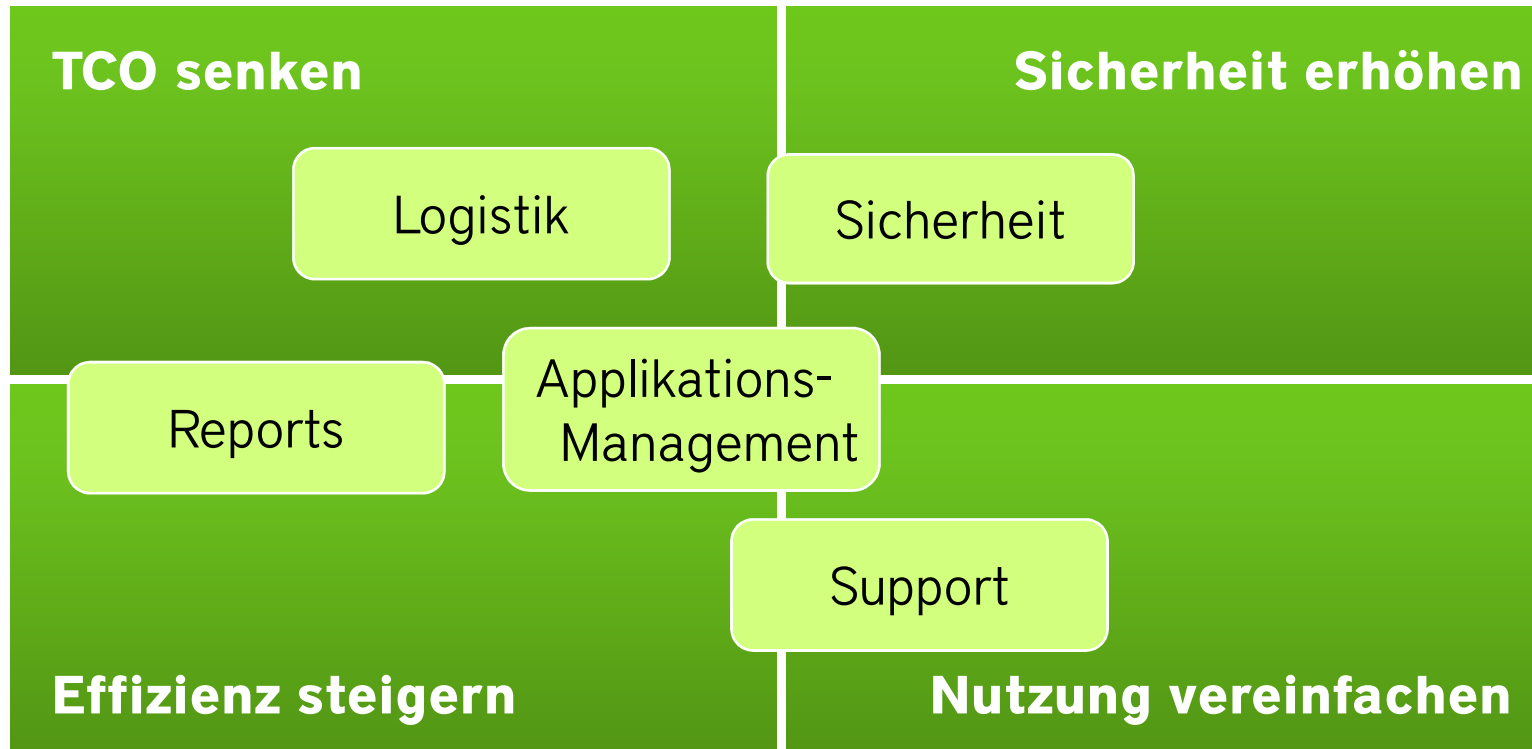 TCO senken
Sicherheit erhöhen
Logistik
Sicherheit
Applikations-
Management
Reports
Support
Effizienz steigern
Nutzung vereinfachen